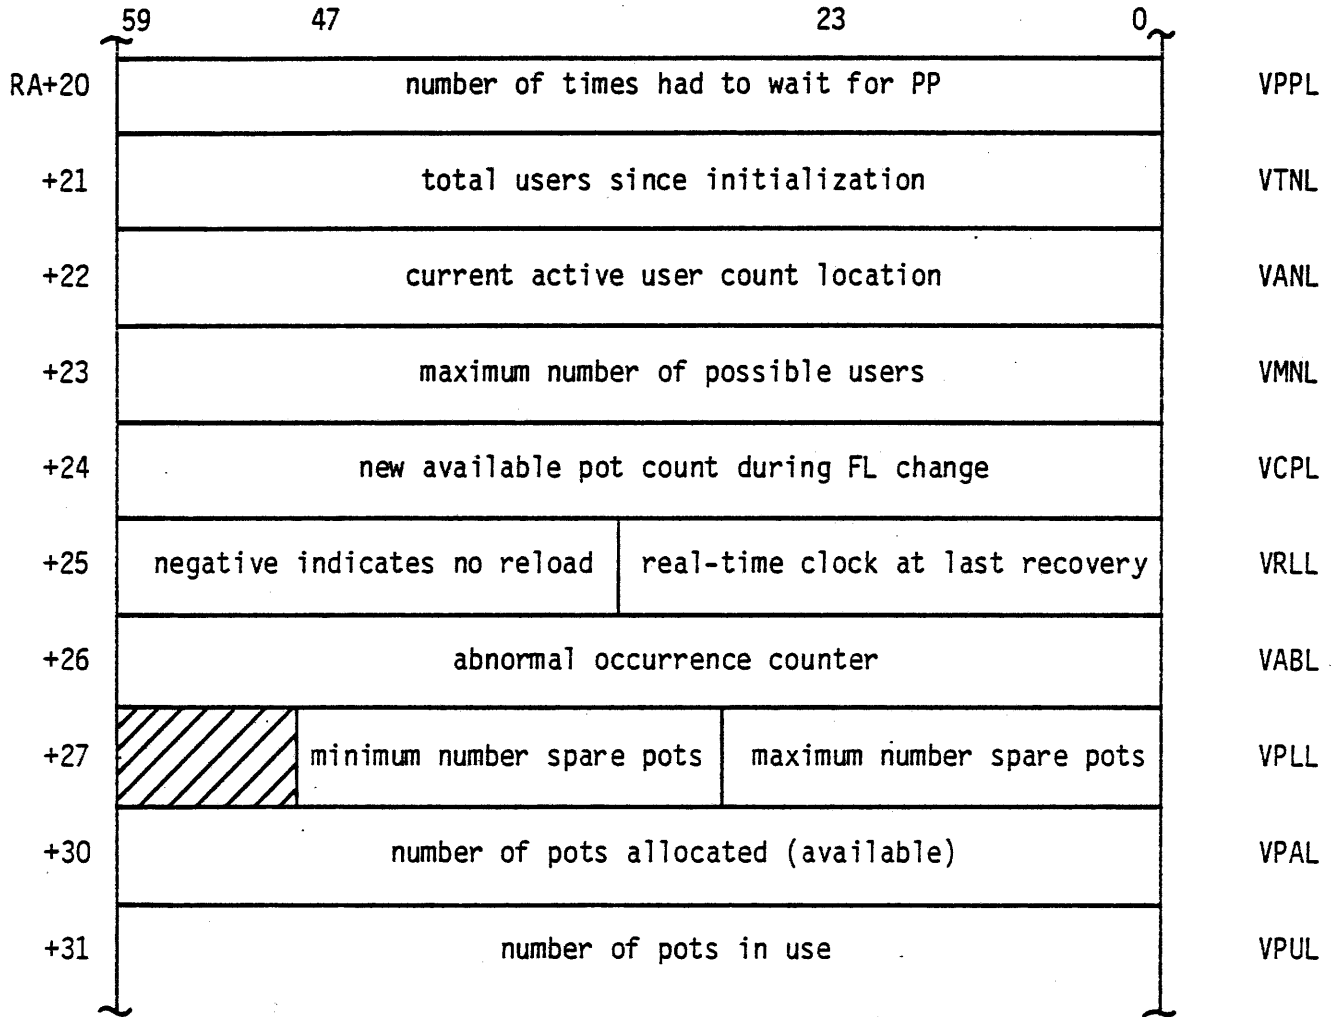 59 47 23 0
RA+20 number of times had to wait for PP VPPL
+21 total users since initialization VTNL
+22 current active user count location VANL
+23 maximum number of possible users VMNL
+24 new available pot count during FL change VCPL
+25 negative indicates no reload real-time clock at last recovery VRLL
+26 abnormal occurrence counter VABL
+27 minimum number spare pots maximum number spare pots VPLL
+30 number of pots allocated (available) VPAL
+31 number of pots in use VPUL